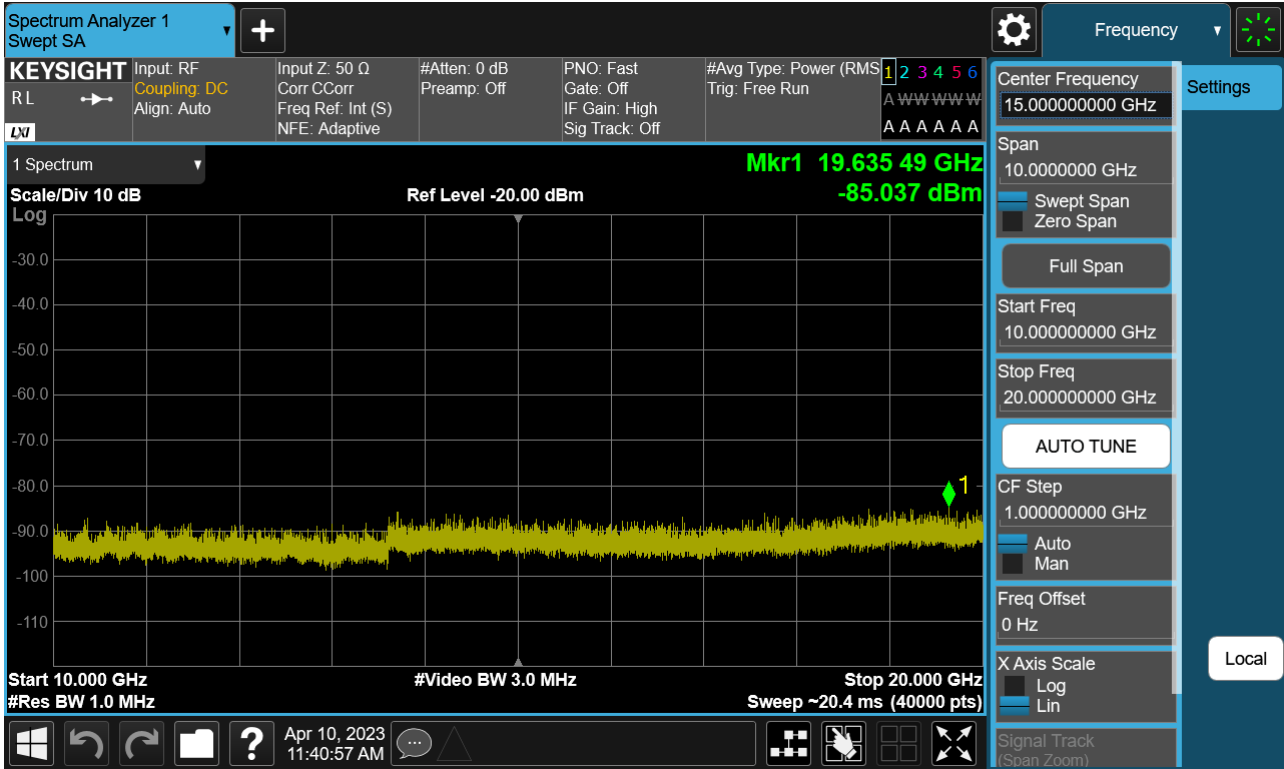 Spectrum Analyzer 1
Swept SA
Frequency
KEYSIGHT
R L
LXI
Input: RF
Coupling: DC
Align: Auto
Input Z: 50 Ω
Corr CCorr
Freq Ref: Int (S)
NFE: Adaptive
#Atten: 0 dB
Preamp: Off
PNO: Fast
Gate: Off
IF Gain: High
Sig Track: Off
#Avg Type: Power (RMS
Trig: Free Run
1 2 3 4 5 6
A W W W W W
A A A A A A
1 Spectrum
Mkr1 19.635 49 GHz
Scale/Div 10 dB
Ref Level -20.00 dBm
-85.037 dBm
Log
-30.0
-40.0
-50.0
-60.0
-70.0
-80.0
-90.0
-100
-110
1
Start 10.000 GHz
#Video BW 3.0 MHz
Stop 20.000 GHz
#Res BW 1.0 MHz
Sweep ~20.4 ms (40000 pts)
?
Apr 10, 2023
11:40:57 AM
Center Frequency
15.000000000 GHz
Span
10.0000000 GHz
Swept Span
Zero Span
Full Span
Start Freq
10.000000000 GHz
Stop Freq
20.000000000 GHz
AUTO TUNE
CF Step
1.000000000 GHz
Auto
Man
Freq Offset
0 Hz
X Axis Scale
Log
Lin
Signal Track
(Span Zoom)
Settings
Local